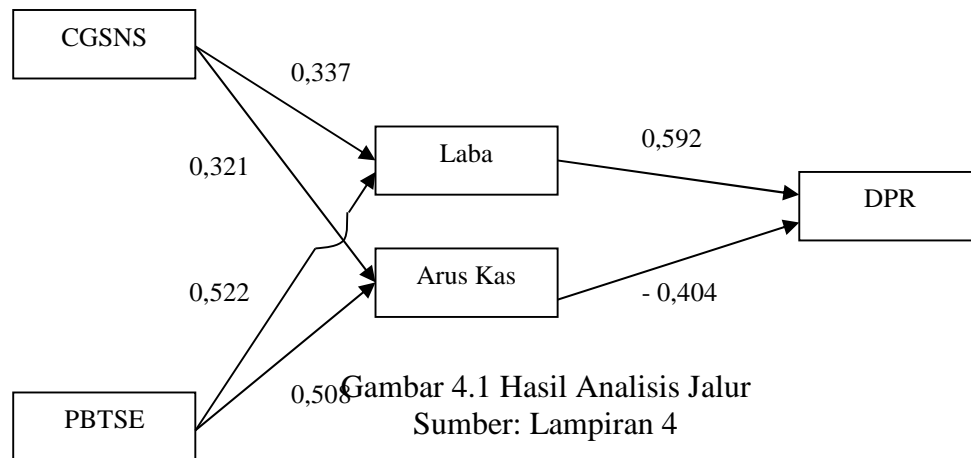 CGSNS
0,337
Laba
0,592
0,321
DPR
Arus Kas
0,522
- 0,404
0,508
Gambar 4.1 Hasil Analisis Jalur
PBTSE
Sumber: Lampiran 4